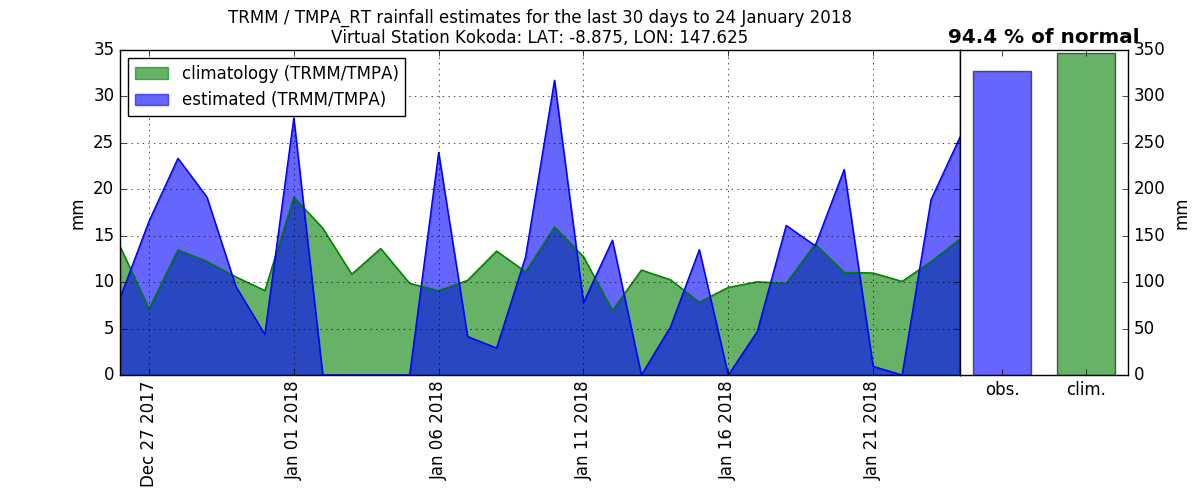 TRMM / TMPA_RT rainfall estimates for the last 30 days to 24 January 2018
Virtual Station Kokoda: LAT: -8.875, LON: 147.625
94.4 % of normal
climatology (TRMM/TMPA)
estimated (TRMM/TMPA)
35
30
25
20
15
10
5
0
mm
Dec 27 2017
Jan 01 2018
Jan 06 2018
Jan 11 2018
Jan 16 2018
Jan 21 2018
obs.
clim.
350
300
250
200
150
100
50
0
mm